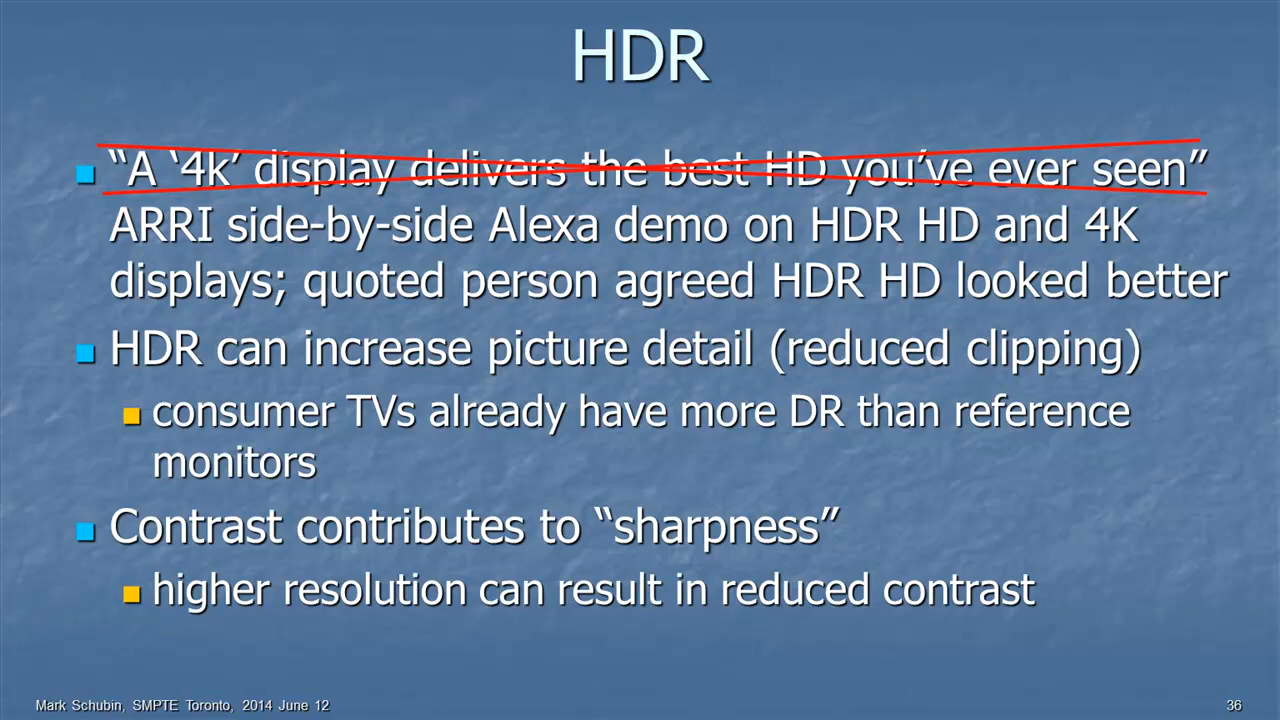 HDR
“A ‘4k’ display delivers the best HD you’ve ever seen”
ARRI side-by-side Alexa demo on HDR HD and 4K
displays; quoted person agreed HDR HD looked better
HDR can increase picture detail (reduced clipping)
consumer TVs already have more DR than reference
monitors
Contrast contributes to “sharpness”
higher resolution can result in reduced contrast
Mark Schubin, SMPTE Toronto, 2014 June 12
36